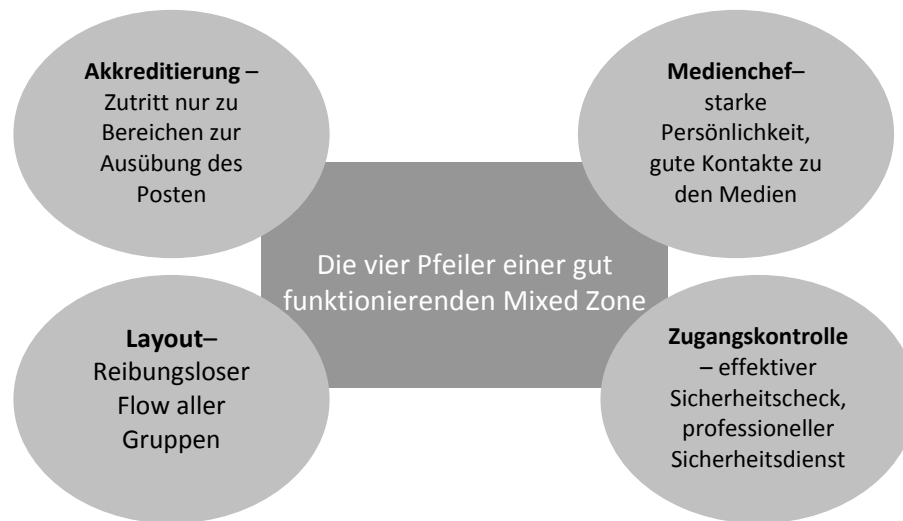 Akkreditierung –
Zutritt nur zu
Bereichen zur
Ausübung des
Posten
Medienchef–
starke
Persönlichkeit,
gute Kontakte zu
den Medien
Die vier Pfeiler einer gut
funktionierenden Mixed Zone
Layout–
Reibungsloser
Flow aller
Gruppen
Zugangskontrolle
– effektiver
Sicherheitscheck,
professioneller
Sicherheitsdienst